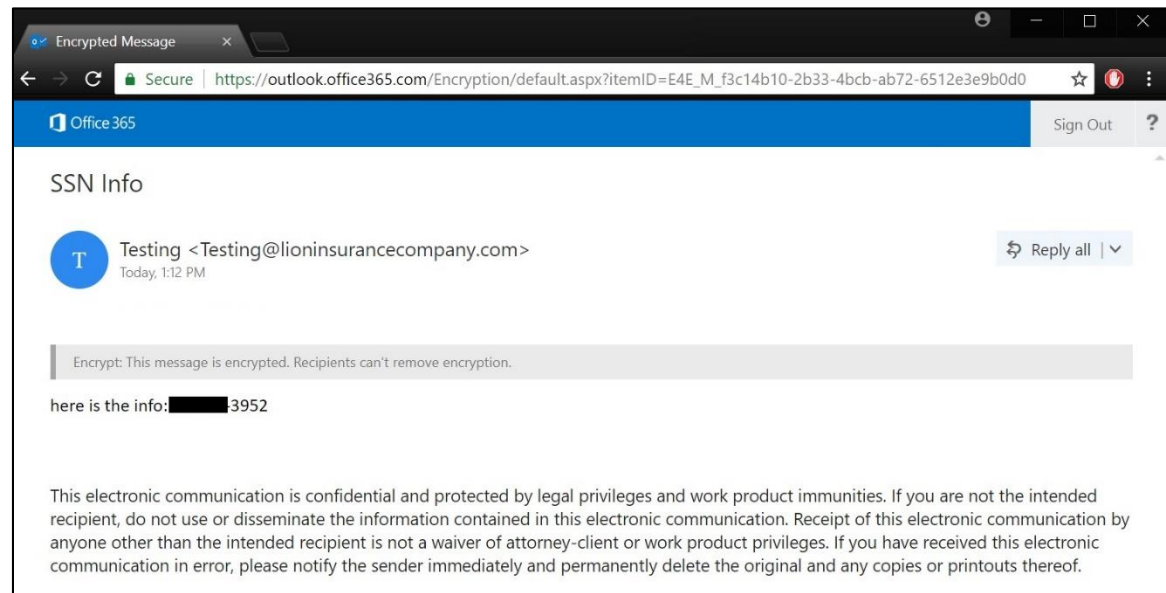 Encrypted Message
Secure https://outlook.office365.com/Encryption/default.aspx?itemID=E4E_M_f3c14b10-2b33-4bcb-ab72-6512e3e9b0d0
Office 365 Sign Out ?
SSN Info
T
Testing <Testing@lioninsurancecompany.com>
Today, 1:12 PM
Reply all
Encrypt: This message is encrypted. Recipients can't remove encryption.
here is the info: -3952
This electronic communication is confidential and protected by legal privileges and work product immunities. If you are not the intended
recipient, do not use or disseminate the information contained in this electronic communication. Receipt of this electronic communication by
anyone other than the intended recipient is not a waiver of attorney-client or work product privileges. If you have received this electronic
communication in error, please notify the sender immediately and permanently delete the original and any copies or printouts thereof.